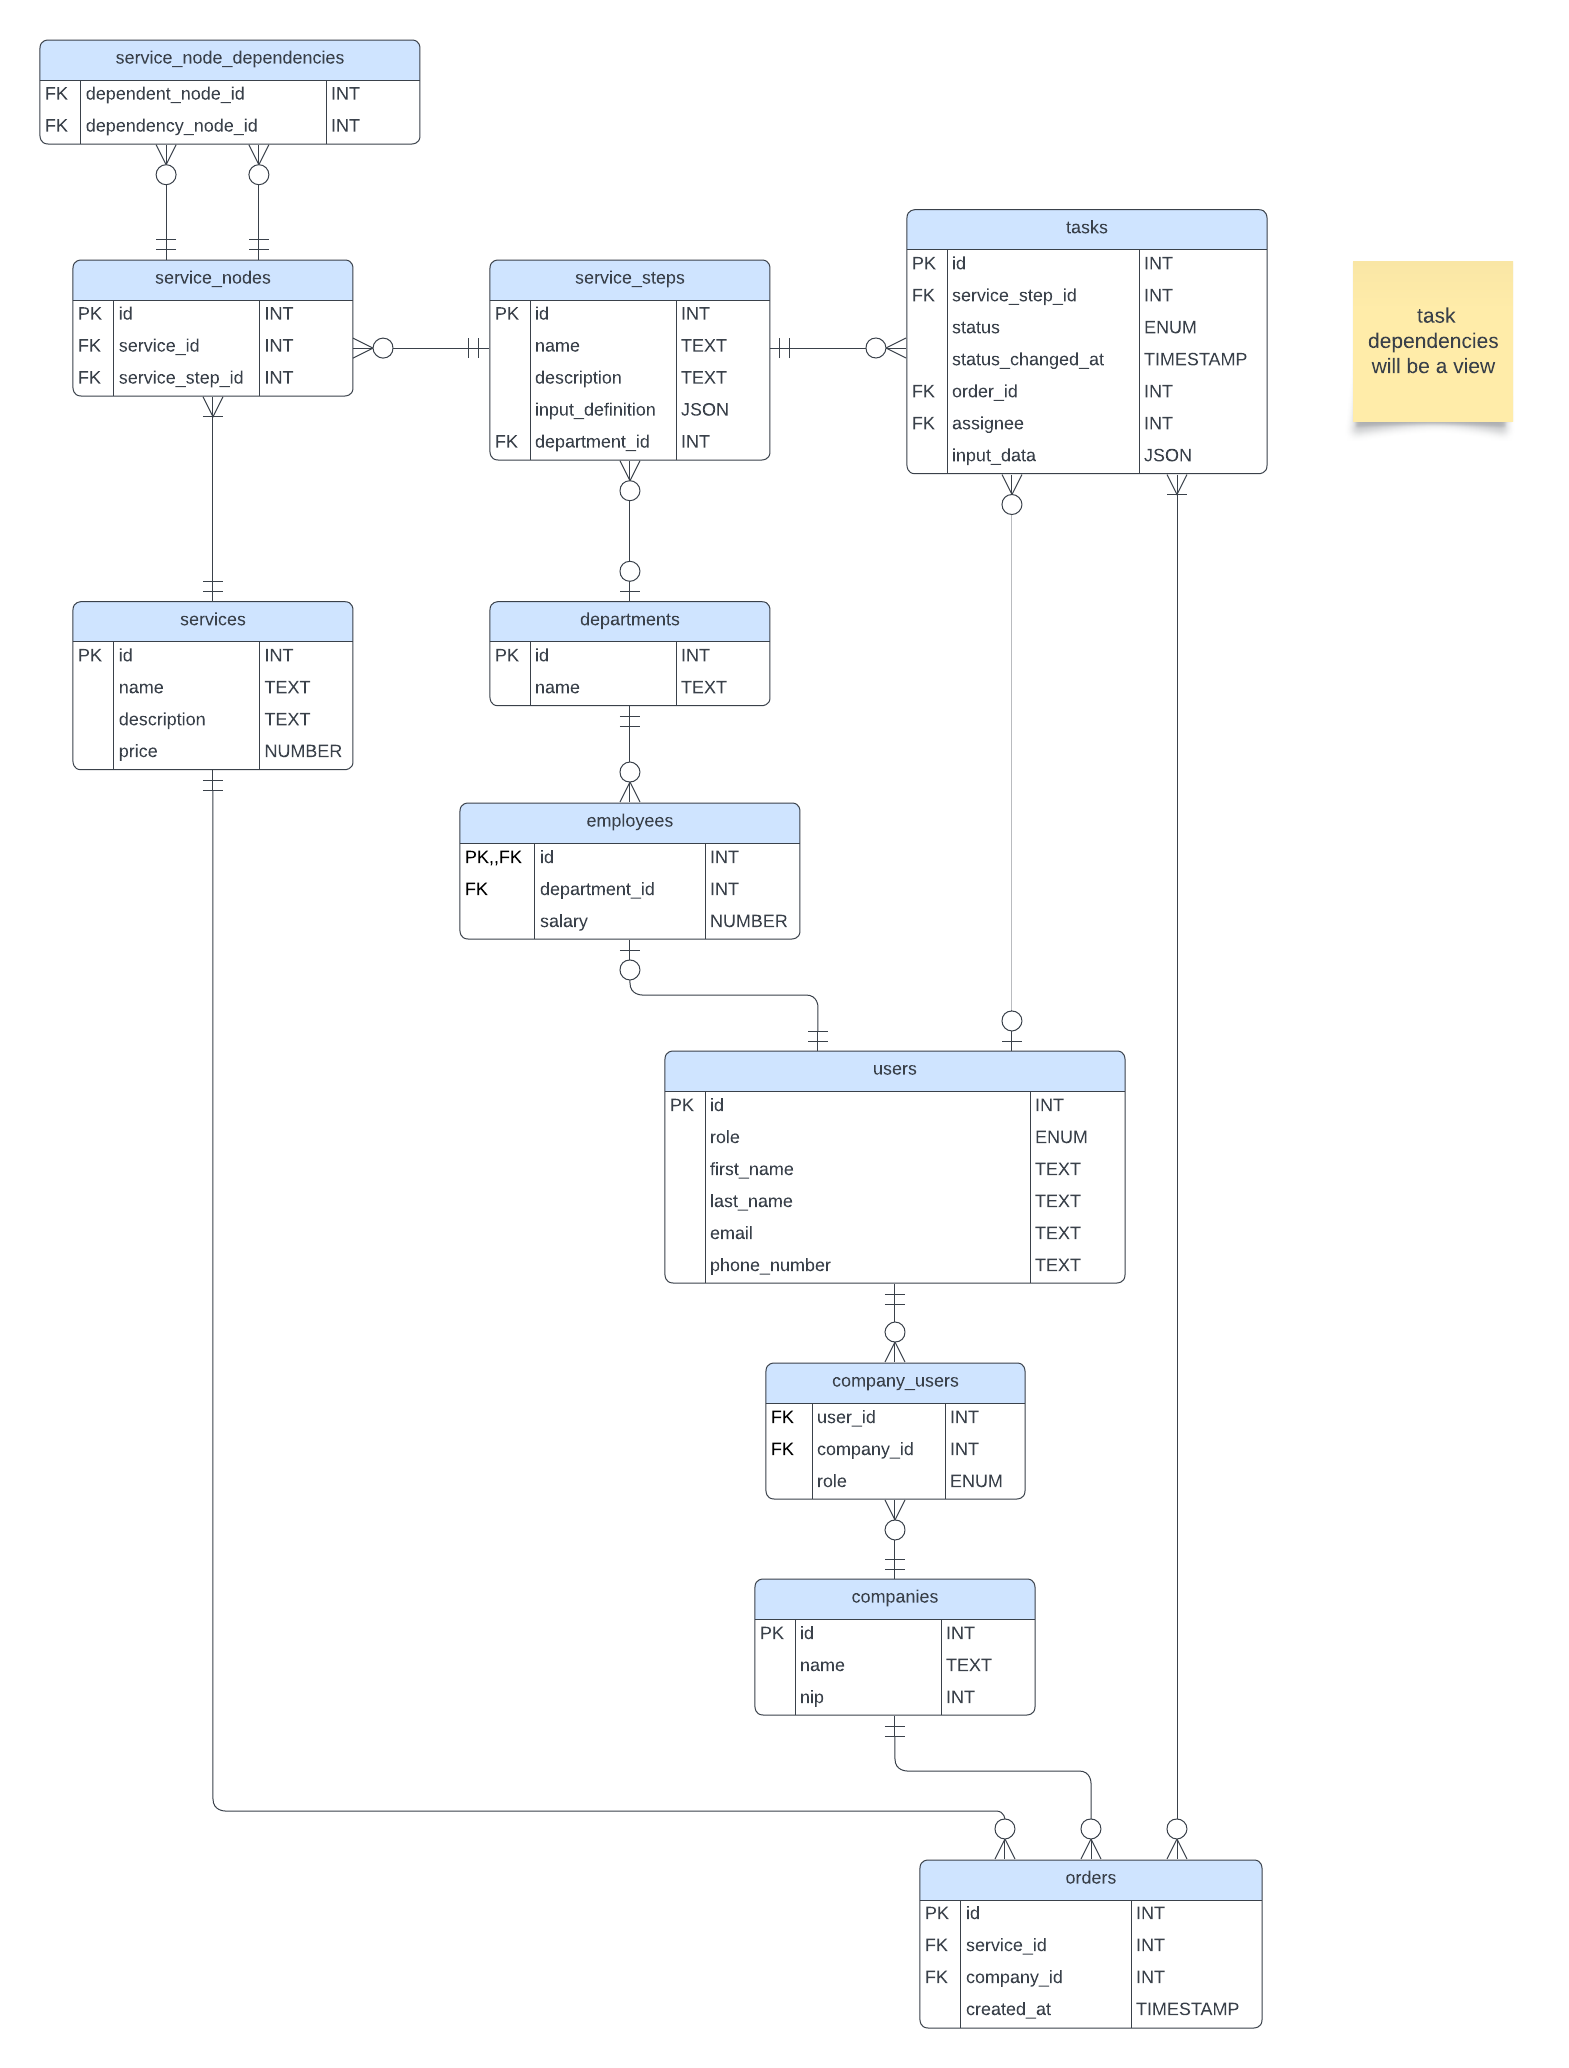 service_node_dependencies
FK dependent_node_id INT
FK dependency_node_id INT
service_nodes
PK id INT
FK service_id INT
FK service_step_id INT
service_steps
PK id INT
name TEXT
description TEXT
input_definition JSON
FK department_id INT
tasks
PK id INT
FK service_step_id INT
status ENUM
status_changed_at TIMESTAMP
FK order_id INT
FK assignee INT
input_data JSON
task
dependencies
will be a view
services
PK id INT
name TEXT
description TEXT
price NUMBER
departments
PK id INT
name TEXT
employees
PK,,FK id INT
FK department_id INT
salary NUMBER
users
PK id INT
role ENUM
first_name TEXT
last_name TEXT
email TEXT
phone_number TEXT
company_users
FK user_id INT
FK company_id INT
role ENUM
companies
PK id INT
name TEXT
nip INT
orders
PK id INT
FK service_id INT
FK company_id INT
created_at TIMESTAMP